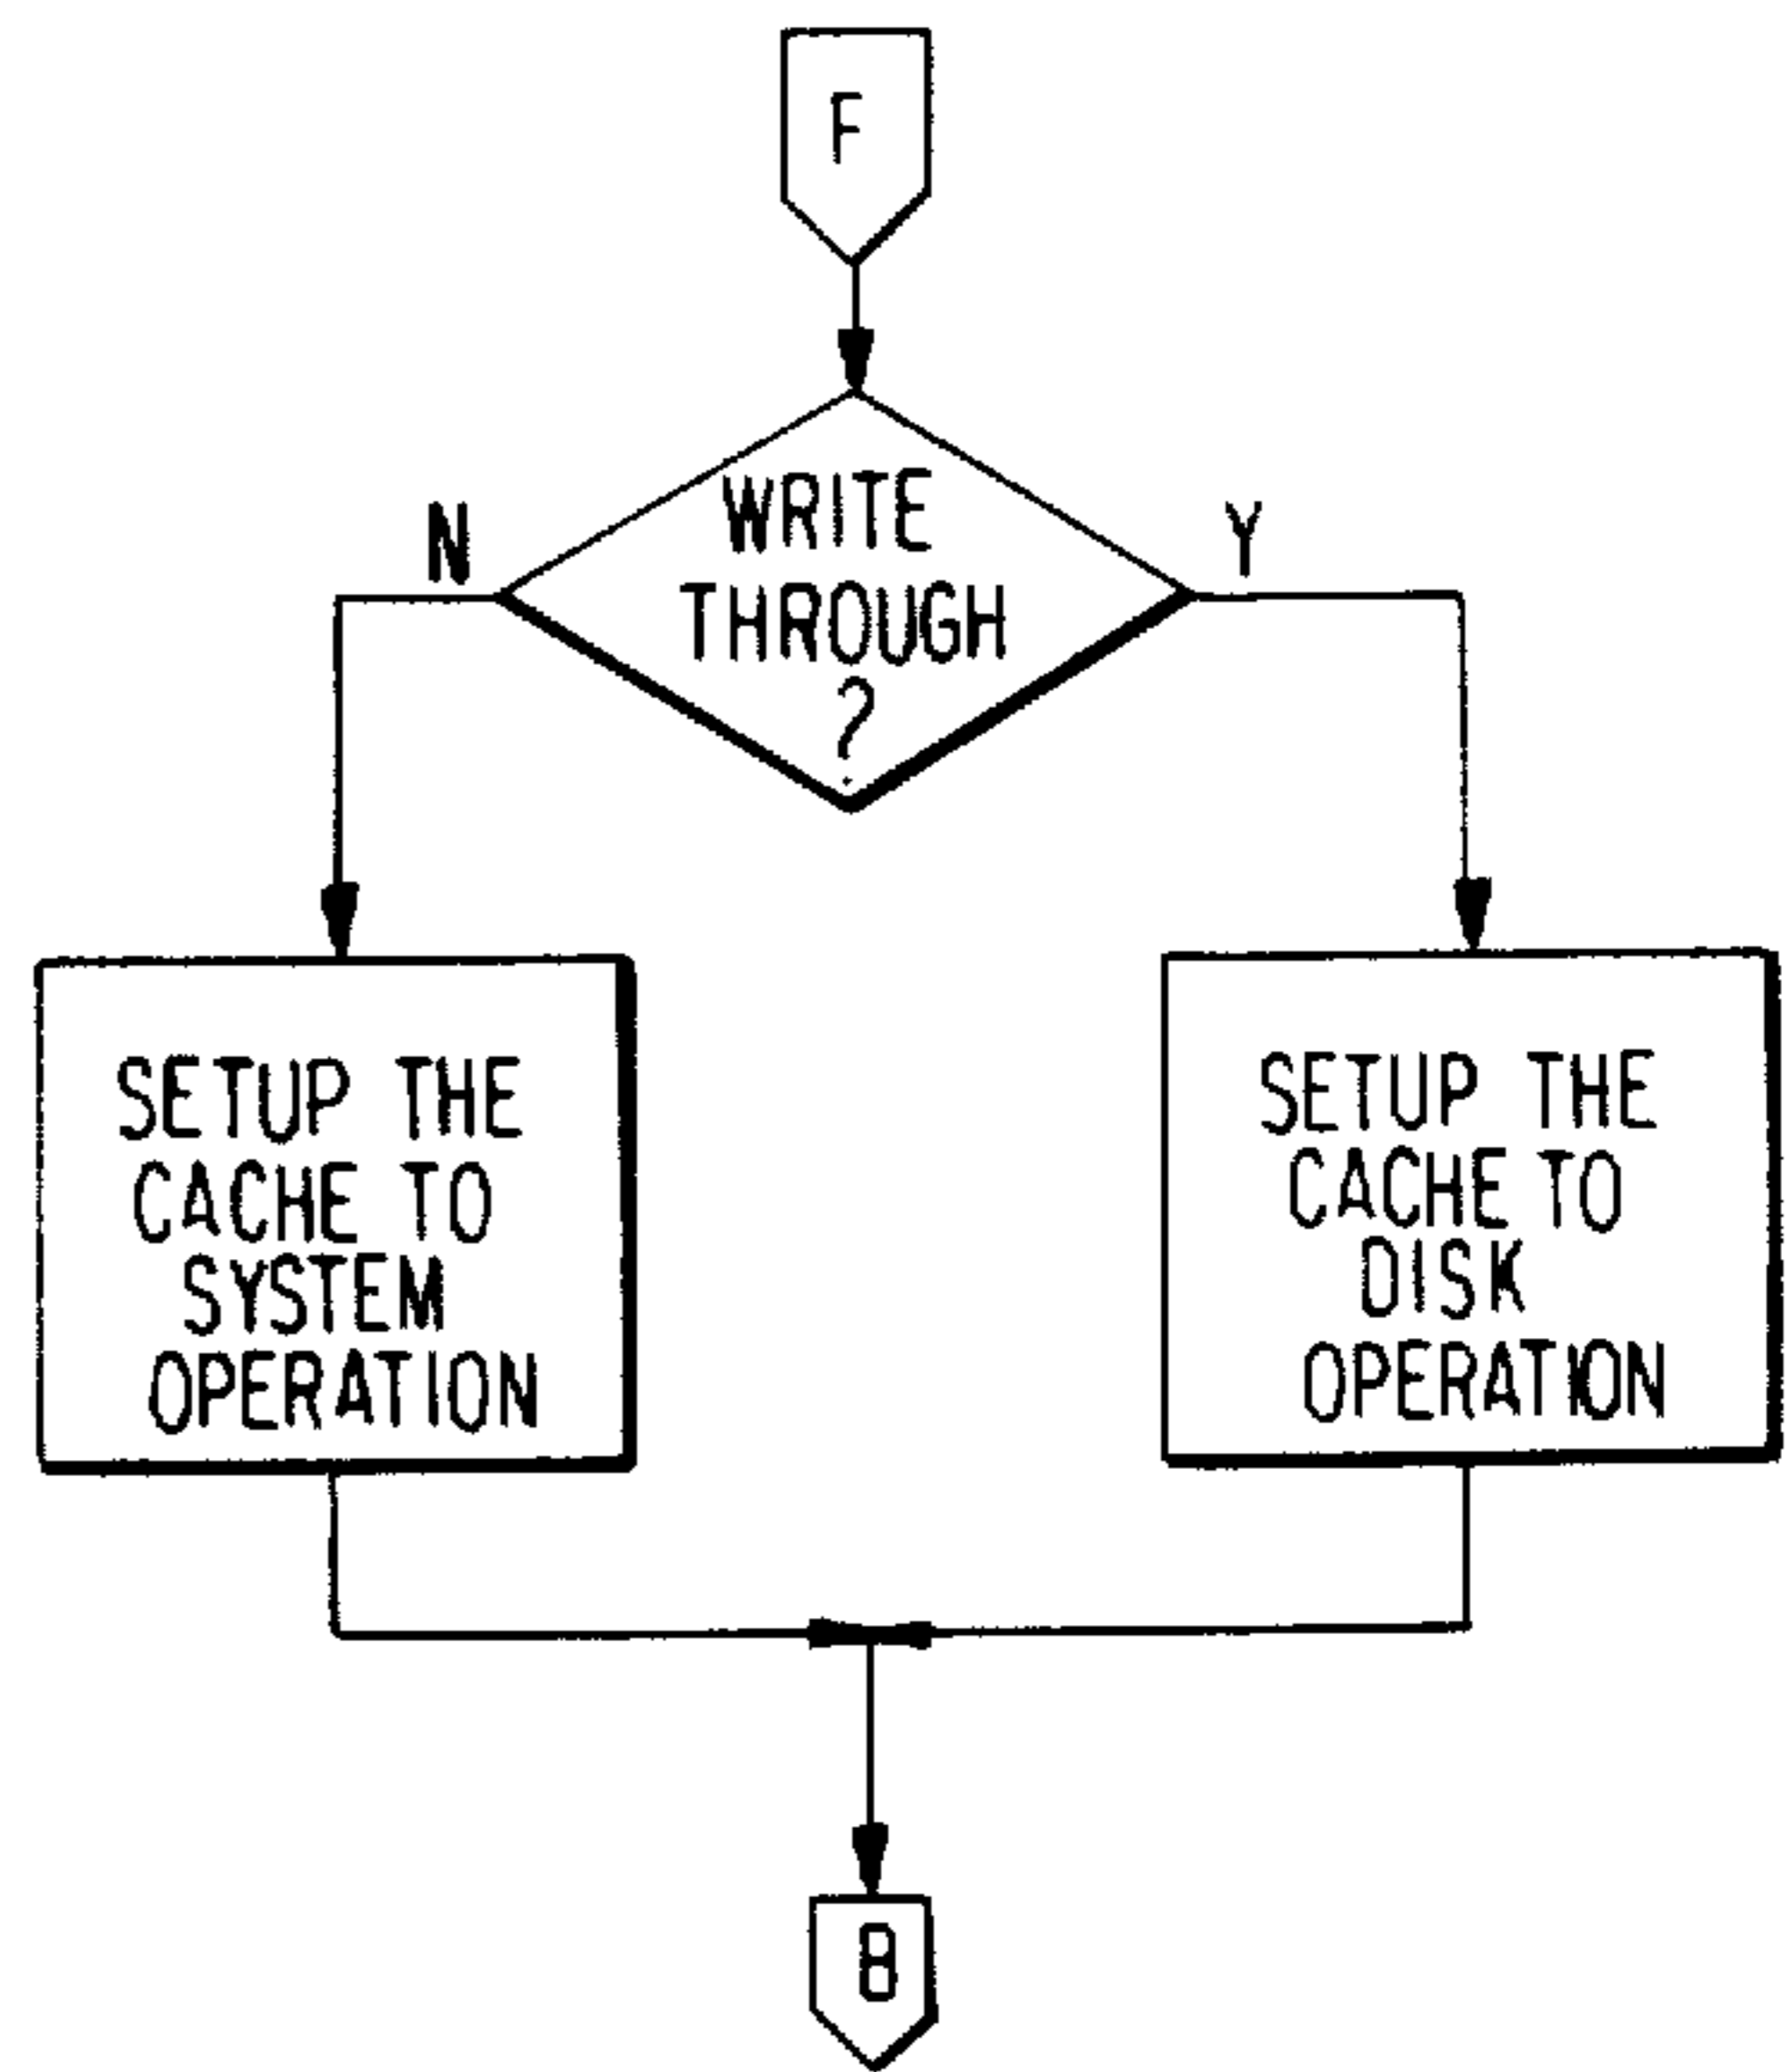 F
WRITE
THROUGH
?
N
Y
SETUP THE
CACHE TO
SYSTEM
OPERATION
SETUP THE
CACHE TO
DISK
OPERATION
B